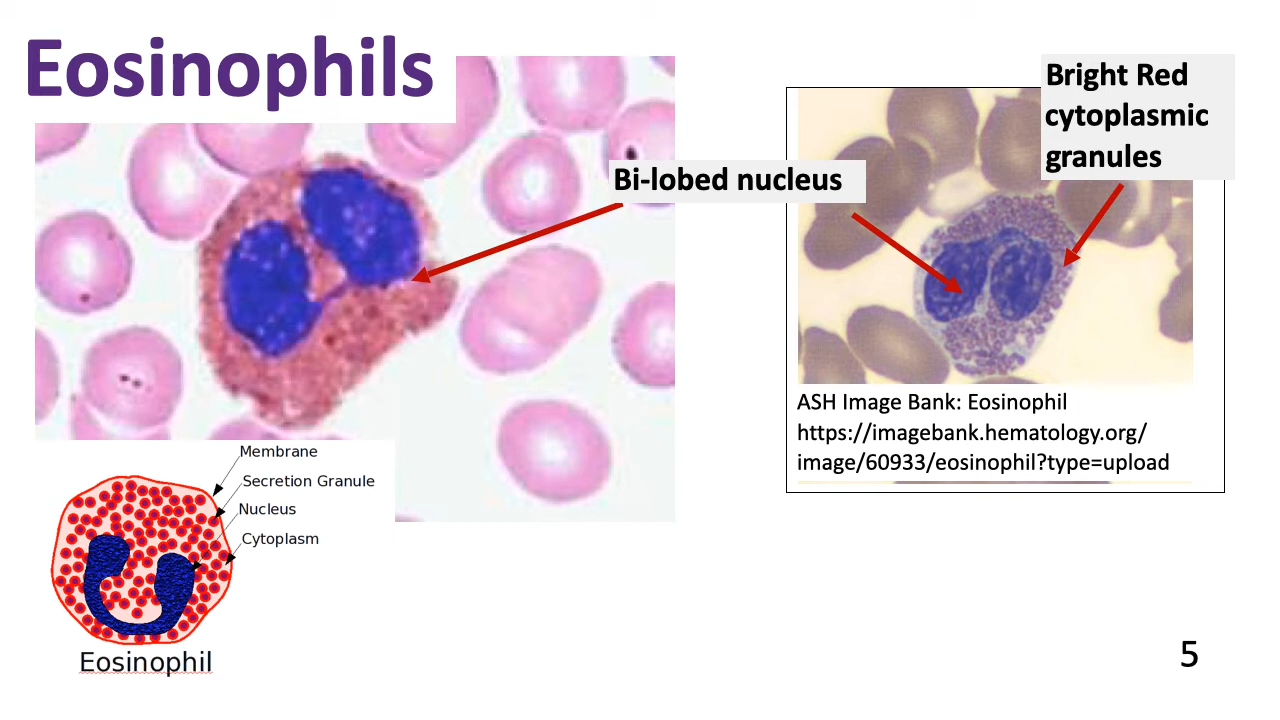 Eosinophils
Bi-lobed nucleus
Bright Red
cytoplasmic
granules
ASH Image Bank: Eosinophil
https://imagebank.hematology.org/
image/60933/eosinophil?type=upload
Membrane
Secretion Granule
Nucleus
Cytoplasm
Eosinophil
5